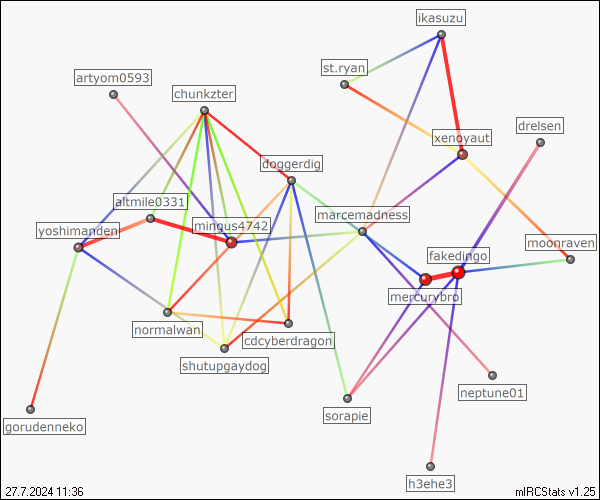 ikasuzu
st.ryan
artyom0593
chunkzter
drelsen
xenoyaut
doggerdig
altmile0331
marcemadness
mingus4742
yoshimanden
moonraven
fakedingo
mercurybro
normalwan
cdcyberdragon
shutupgaydog
neptune01
sorapie
gorudenneko
h3ehe3
27.7.2024 11:36
mIRCStats v1.25